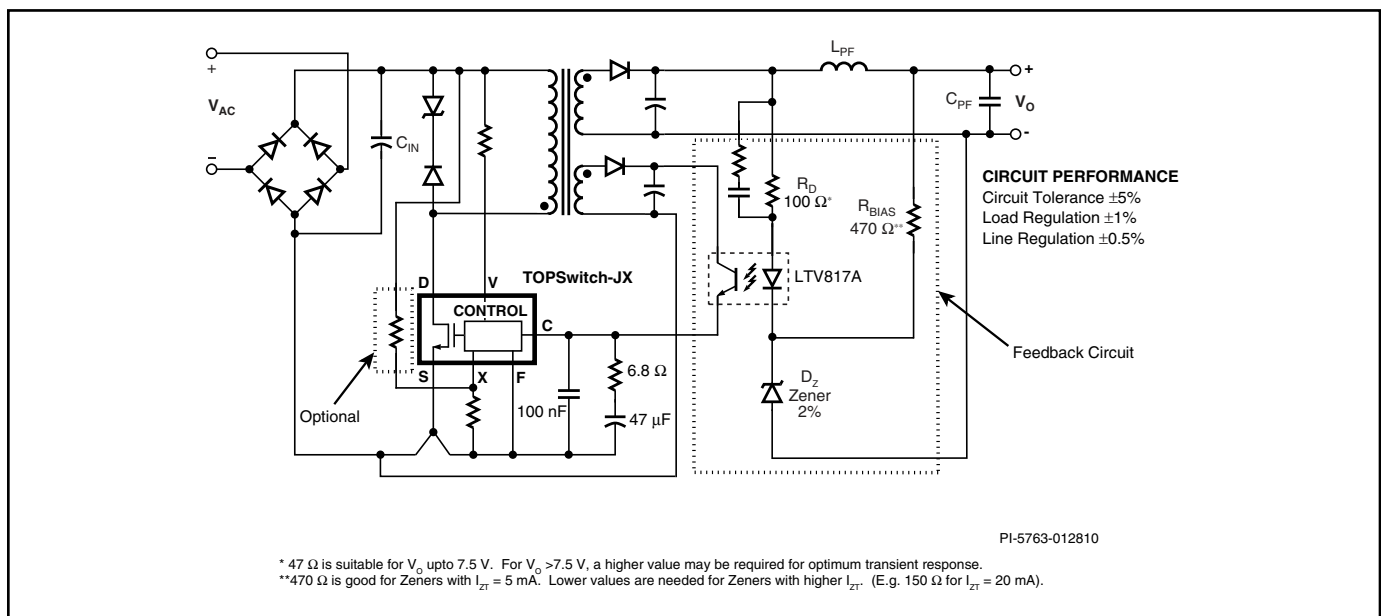 L_PF
+
+
V_AC
C_PF
V_O
C_IN
–
-
CIRCUIT PERFORMANCE
Circuit Tolerance ±5%
Load Regulation ±1%
Line Regulation ±0.5%
R_D
100 Ω*
R_BIAS
470 Ω**
TOPSwitch-JX
LTV817A
D
V
CONTROL
C
Feedback Circuit
S
X
F
6.8 Ω
D_Z
Zener
2%
Optional
100 nF
47 µF
PI-5763-012810
* 47 Ω is suitable for V_O upto 7.5 V. For V_O >7.5 V, a higher value may be required for optimum transient response.
**470 Ω is good for Zeners with I_ZT = 5 mA. Lower values are needed for Zeners with higher I_ZT. (E.g. 150 Ω for I_ZT = 20 mA).